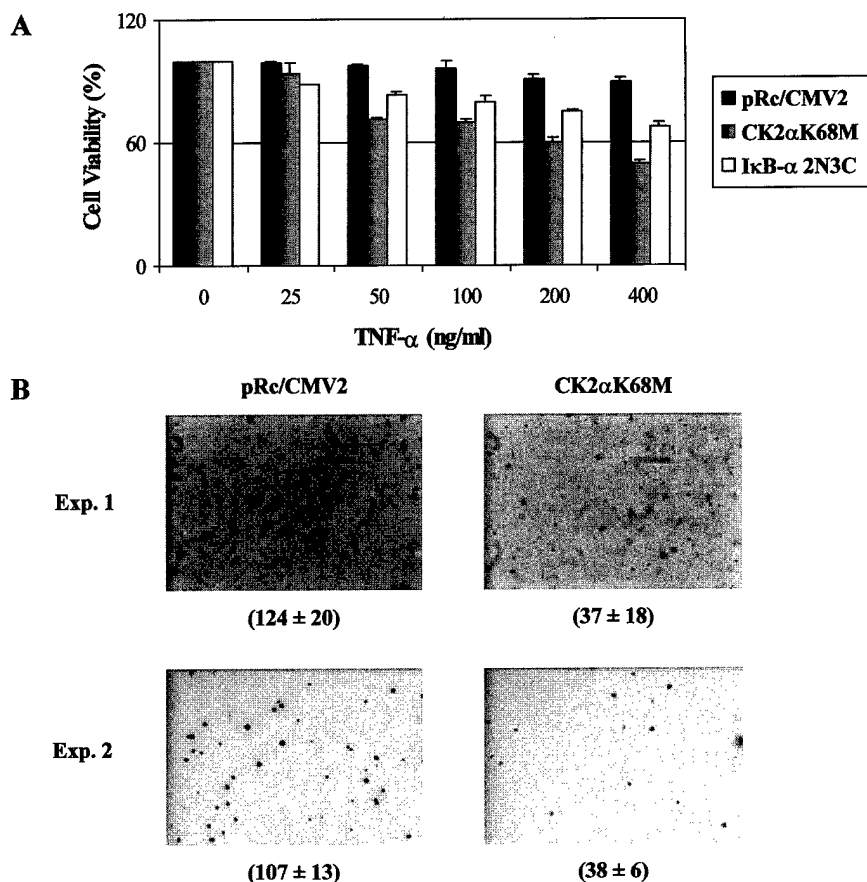 A
120
60
0
Cell Viability (%)
0 25 50 100 200 400
TNF-α (ng/ml)
pRc/CMV2
CK2αK68M
IκB-α 2N3C
B
pRc/CMV2 CK2αK68M
Exp. 1
(124 ± 20) (37 ± 18)
Exp. 2
(107 ± 13) (38 ± 6)